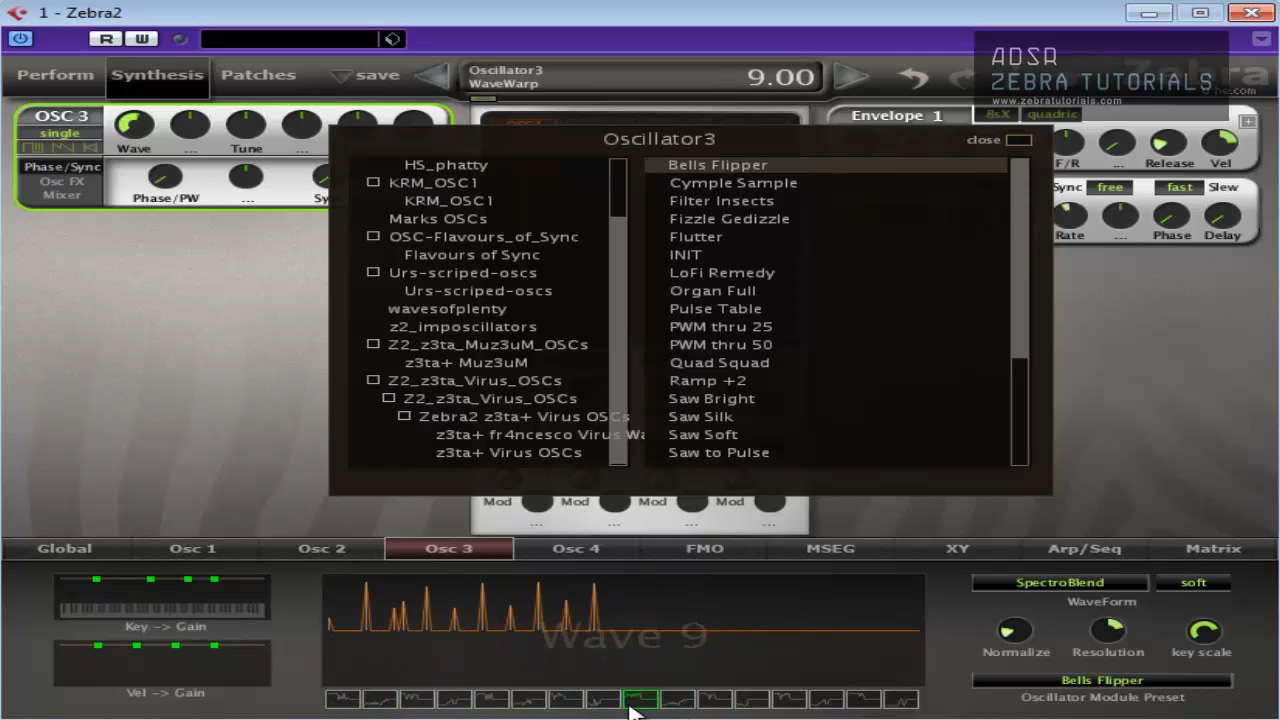 1 - Zebra2
R W
ADSR
ZEBRA TUTORIALS
www.zebratutorials.com
Perform Synthesis Patches save
Oscillator3
WaveWarp
9.00
OSC 3
single
Wave ... Tune
Phase/Sync
Osc FX
Mixer
Phase/PW ...
Envelope 1
8sX quadric
F/R ... Release Vel
Sync free fast Slew
Rate ... Phase Delay
Oscillator3
close
HS_phatty
KRM_OSC1
KRM_OSC1
Marks OSCs
OSC-Flavours_of_Sync
Flavours of Sync
Urs-scriped-oscs
Urs-scriped-oscs
wavesofplenty
z2_imposcillators
Z2_z3ta_Muz3uM_OSCs
z3ta+ Muz3uM
Z2_z3ta_Virus_OSCs
Z2_z3ta_Virus_OSCs
Zebra2 z3ta+ Virus OSCs
z3ta+ fr4ncesco Virus Wa
z3ta+ Virus OSCs
Bells Flipper
Cymple Sample
Filter Insects
Fizzle Gedizzle
Flutter
INIT
LoFi Remedy
Organ Full
Pulse Table
PWM thru 25
PWM thru 50
Quad Squad
Ramp +2
Saw Bright
Saw Silk
Saw Soft
Saw to Pulse
Mod Mod Mod Mod
... ... ... ...
Global Osc 1 Osc 2 Osc 3 Osc 4 FMO MSEG XY Arp/Seq Matrix
Key -> Gain
Vel -> Gain
Wave 9
SpectroBlend soft
WaveForm
Normalize Resolution key scale
Bells Flipper
Oscillator Module Preset